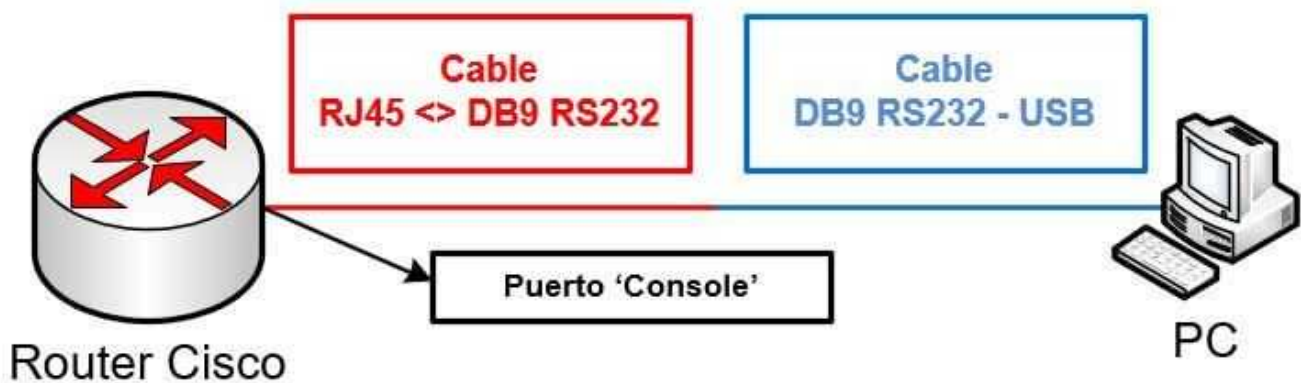 Cable
RJ45 <> DB9 RS232
Cable
DB9 RS232 - USB
Puerto ‘Console’
Router Cisco
PC